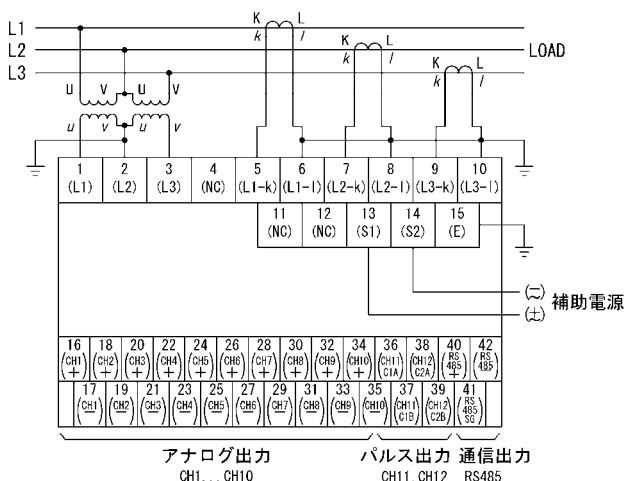 K L
L1
k l
K L
L2
LOAD
k l
K L
L3
k l
U V U V
u v u v
1 2 3 4 5 6 7 8 9 10
(L1) (L2) (L3) (NC) (L1-k) (L1-l) (L2-k) (L2-l) (L3-k) (L3-l)
11 12 13 14 15
(NC) (NC) (S1) (S2) (E)
(−)
補助電源
(+)
16 18 20 22 24 26 28 30 32 34 36 38 40 42
(CH1+) (CH2+) (CH3+) (CH4+) (CH5+) (CH6+) (CH7+) (CH8+) (CH9+) (CH10+) (CH11 C1A) (CH12 C2A) (RS485+) (RS485−)
17 19 21 23 25 27 29 31 33 35 37 39 41
(CH1−) (CH2−) (CH3−) (CH4−) (CH5−) (CH6−) (CH7−) (CH8−) (CH9−) (CH10−) (CH11 C1B) (CH12 C2B) (RS485 SG)
アナログ出力 パルス出力 通信出力
CH1...CH10 CH11,CH12 RS485